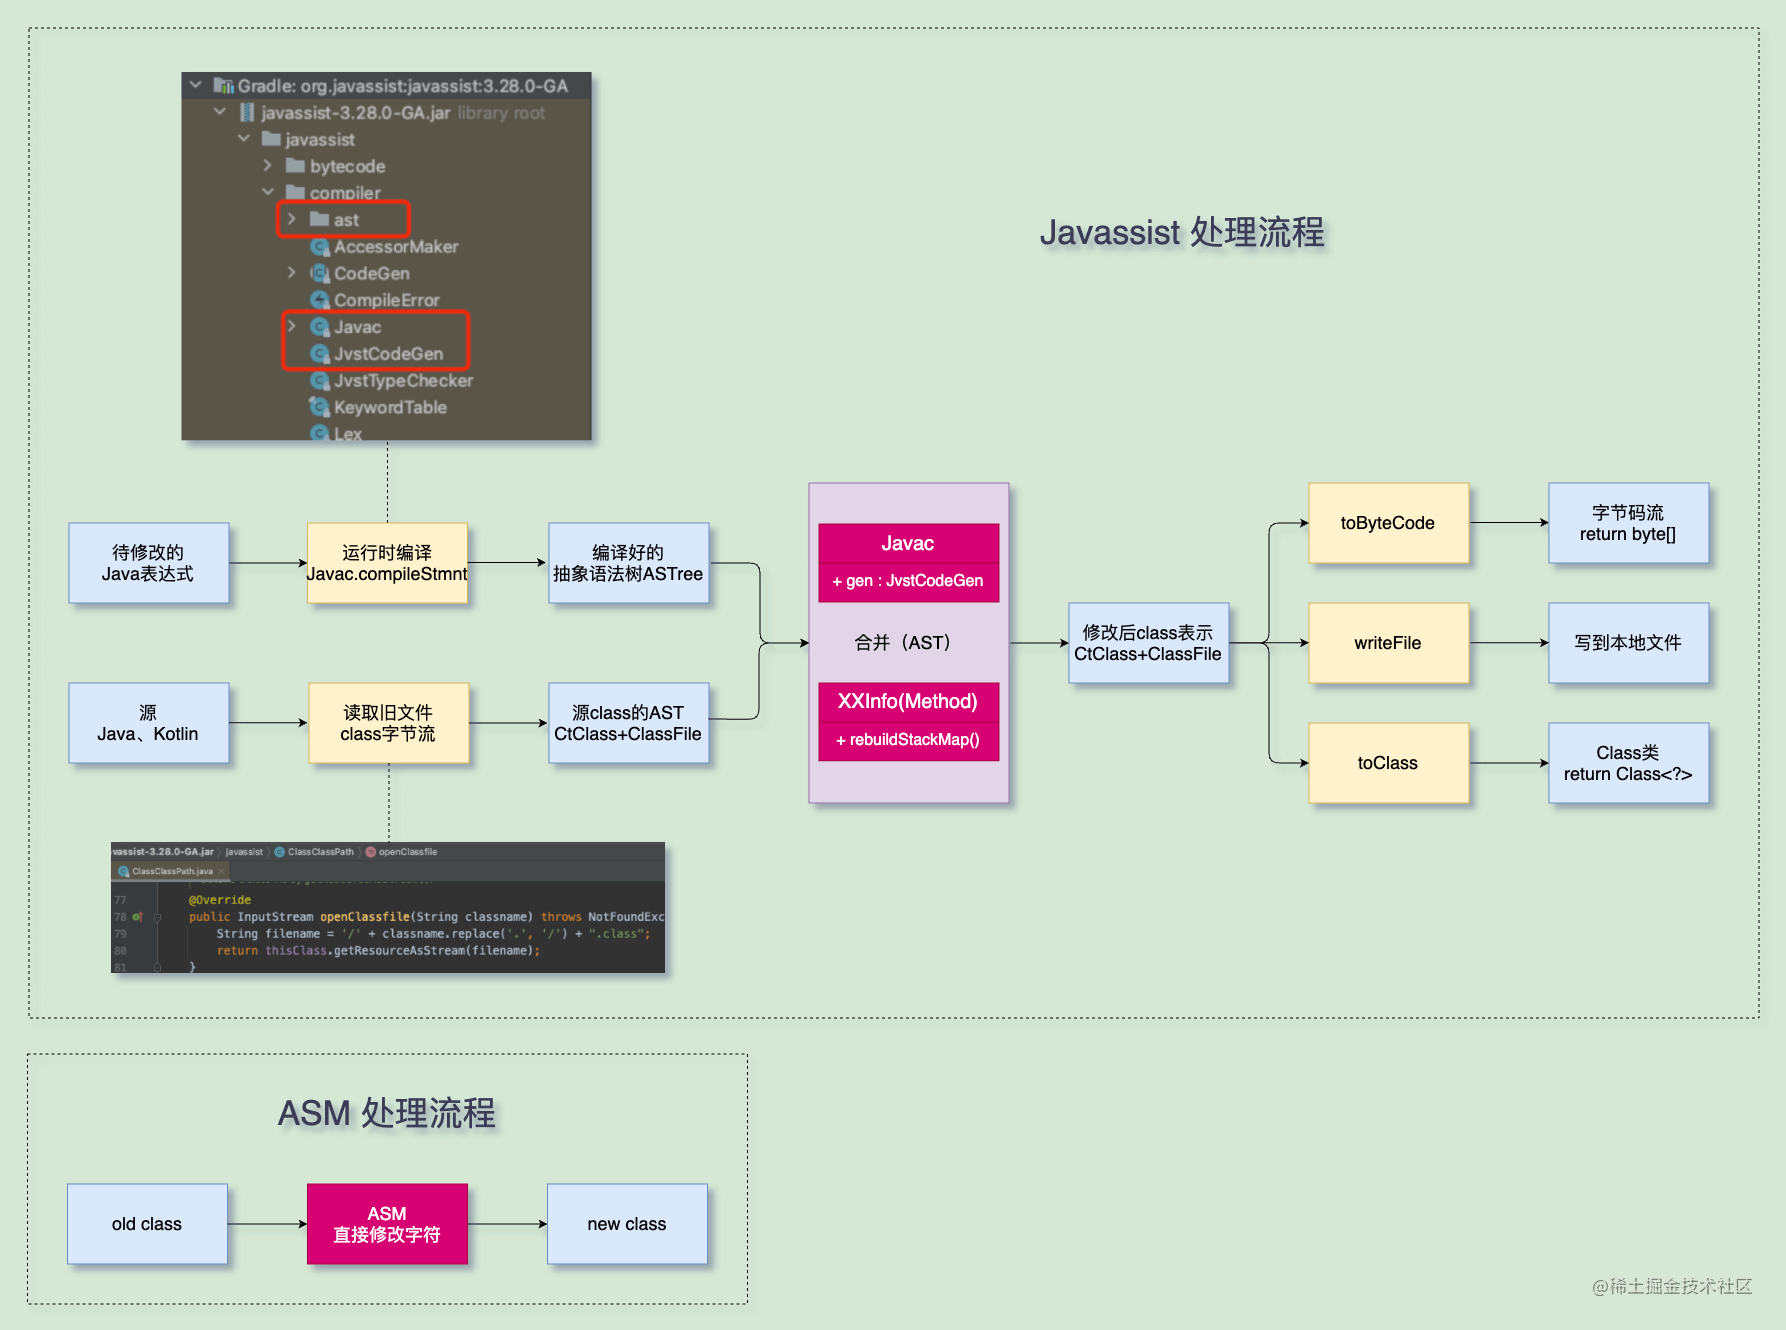 Gradle: org.javassist:javassist:3.28.0-GA
javassist-3.28.0-GA.jar library root
javassist
bytecode
compiler
ast
AccessorMaker
CodeGen
CompileError
Javac
JvstCodeGen
JvstTypeChecker
KeywordTable
Lex
Javassist 处理流程
待修改的
Java表达式
运行时编译
Javac.compileStmnt
编译好的
抽象语法树ASTree
源
Java、Kotlin
读取旧文件
class字节流
源class的AST
CtClass+ClassFile
Javac
+ gen : JvstCodeGen
合并（AST）
XXInfo(Method)
+ rebuildStackMap()
修改后class表示
CtClass+ClassFile
toByteCode
字节码流
return byte[]
writeFile
写到本地文件
toClass
Class类
return Class<?>
vassist-3.28.0-GA.jar javassist ClassClassPath openClassfile
ClassClassPath.java
77 @Override
78 public InputStream openClassfile(String classname) throws NotFoundExc
79 String filename = '/' + classname.replace('.', '/') + ".class";
80 return thisClass.getResourceAsStream(filename);
81 }
ASM 处理流程
old class
ASM
直接修改字符
new class
@稀土掘金技术社区